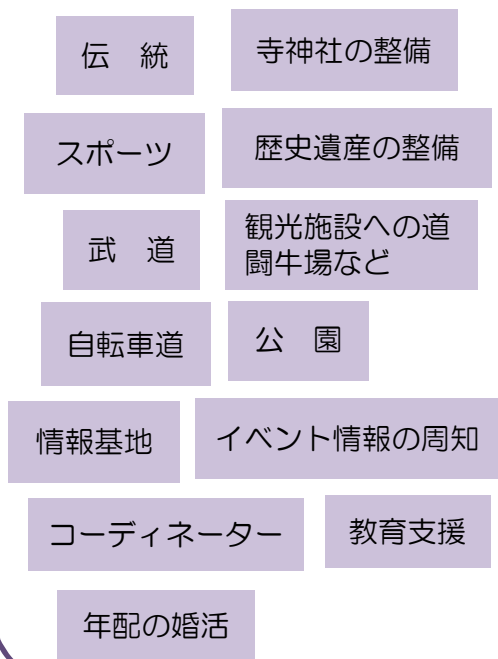 伝　統
寺神社の整備
スポーツ
歴史遺産の整備
武　道
観光施設への道
闘牛場など
自転車道
公　園
情報基地
イベント情報の周知
コーディネーター
教育支援
年配の婚活